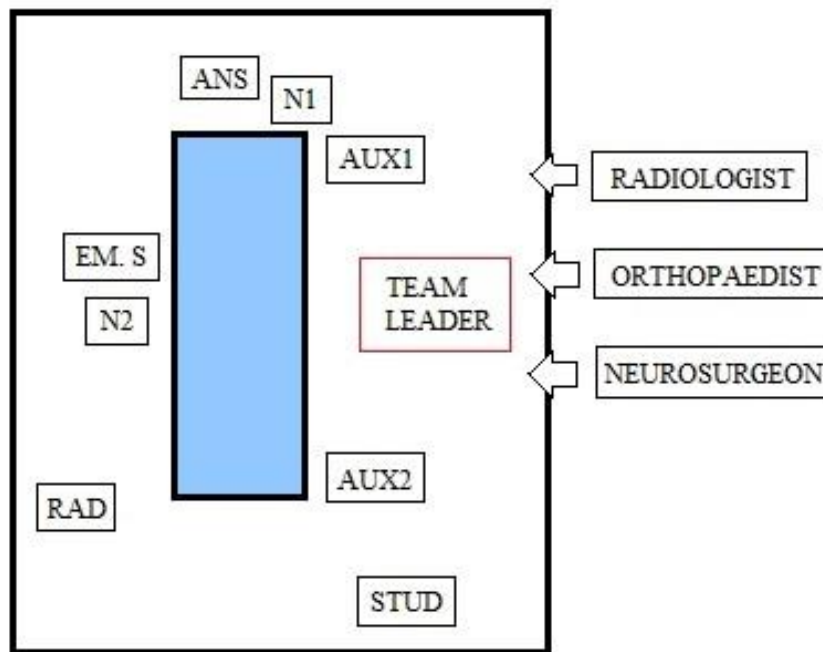 ANS
N1
AUX1
RADIOLOGIST
EM. S
TEAM
LEADER
ORTHOPAEDIST
N2
NEUROSURGEON
AUX2
RAD
STUD